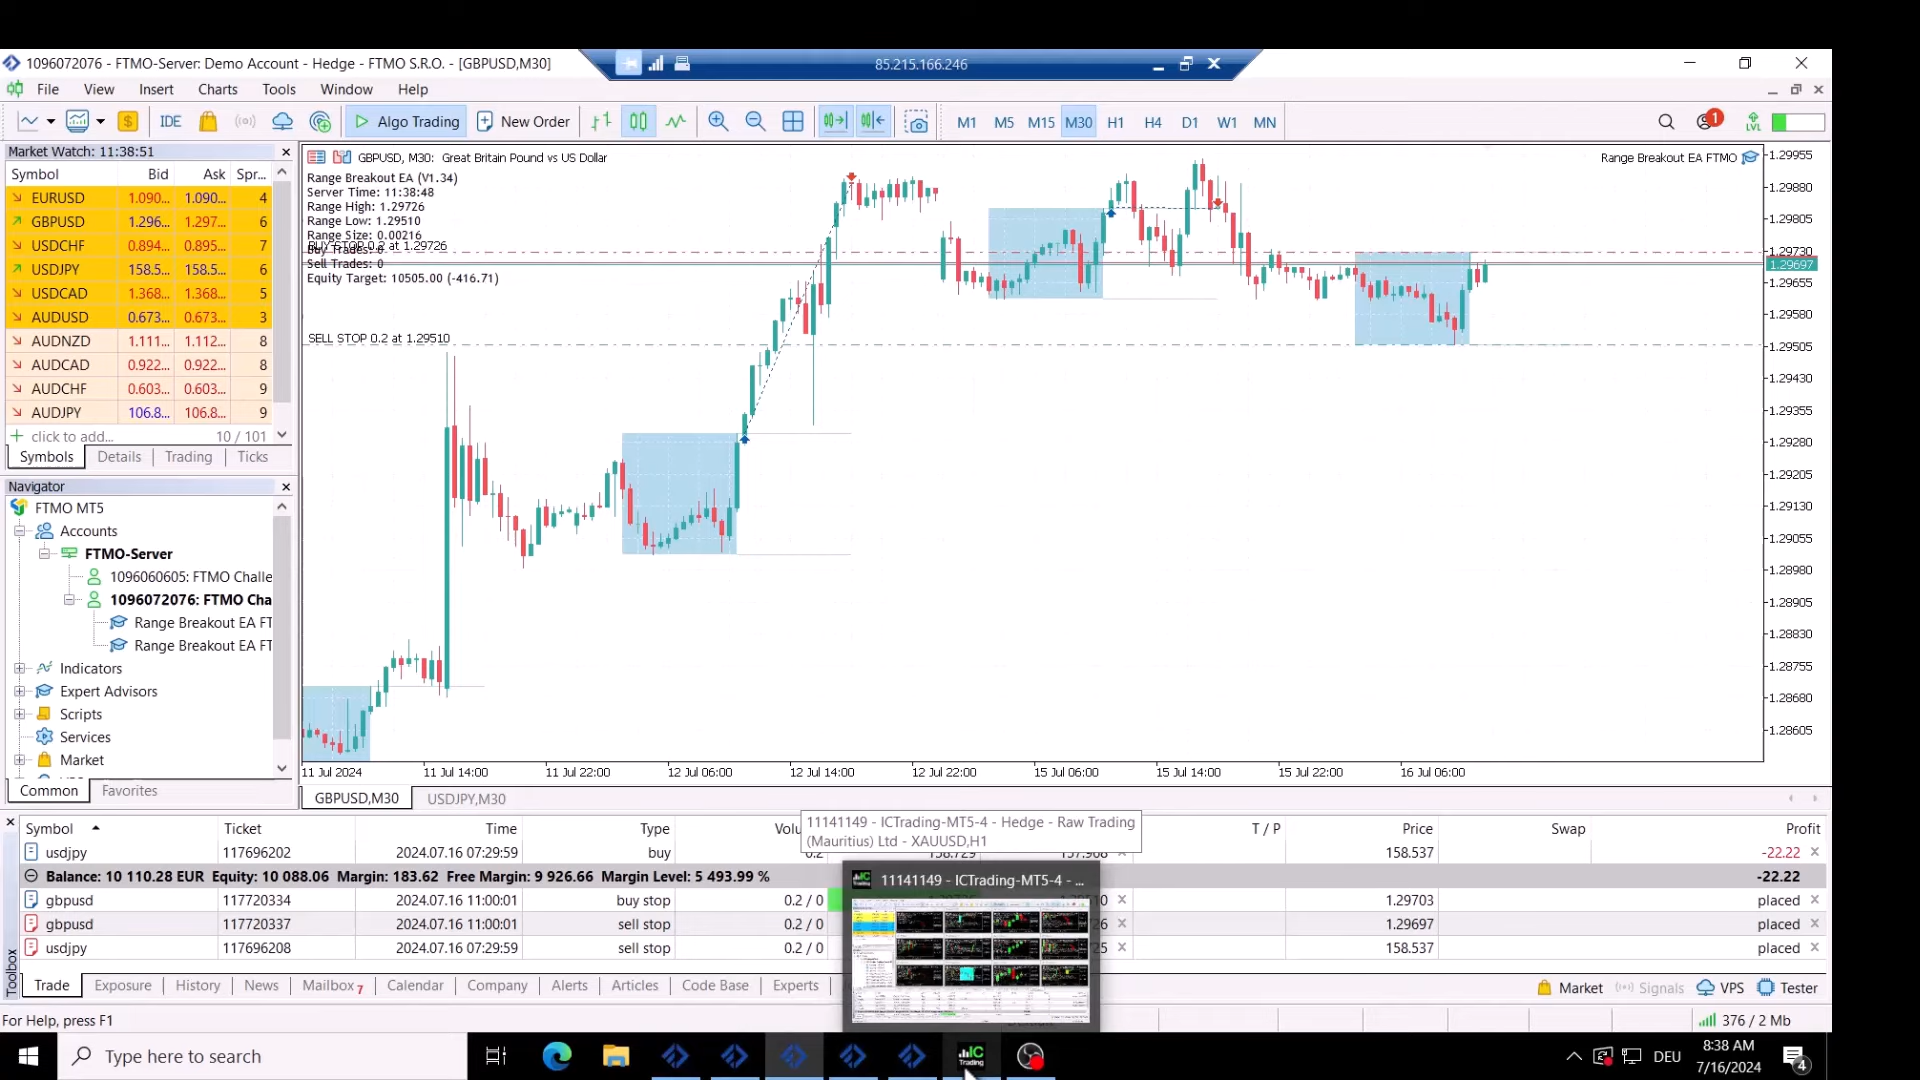 1096072076 - FTMO-Server: Demo Account - Hedge - FTMO S.R.O. - [GBPUSD,M30]
85.215.166.246
File View Insert Charts Tools Window Help
IDE Algo Trading New Order M1 M5 M15 M30 H1 H4 D1 W1 MN 1 LVL
Market Watch: 11:38:51
Symbol Bid Ask Spr...
EURUSD 1.090... 1.090... 4
GBPUSD 1.296... 1.297... 6
USDCHF 0.894... 0.895... 7
USDJPY 158.5... 158.5... 6
USDCAD 1.368... 1.368... 5
AUDUSD 0.673... 0.673... 3
AUDNZD 1.111... 1.112... 8
AUDCAD 0.922... 0.922... 8
AUDCHF 0.603... 0.603... 9
AUDJPY 106.8... 106.8... 9
click to add... 10 / 101
Symbols Details Trading Ticks
Navigator
FTMO MT5
Accounts
FTMO-Server
1096060605: FTMO Challe
1096072076: FTMO Cha
Range Breakout EA FT
Range Breakout EA FT
Indicators
Expert Advisors
Scripts
Services
Market
Common Favorites
GBPUSD, M30: Great Britain Pound vs US Dollar
Range Breakout EA FTMO
Range Breakout EA (V1.34)
Server Time: 11:38:48
Range High: 1.29726
Range Low: 1.29510
Range Size: 0.00216
BUY STOP 0.2 at 1.29726
Buy Trades: 0
Sell Trades: 0
Equity Target: 10505.00 (-416.71)
SELL STOP 0.2 at 1.29510
1.29955
1.29880
1.29805
1.29730
1.29697
1.29655
1.29580
1.29505
1.29430
1.29355
1.29280
1.29205
1.29130
1.29055
1.28980
1.28905
1.28830
1.28755
1.28680
1.28605
11 Jul 2024 11 Jul 14:00 11 Jul 22:00 12 Jul 06:00 12 Jul 14:00 12 Jul 22:00 15 Jul 06:00 15 Jul 14:00 15 Jul 22:00 16 Jul 06:00
GBPUSD,M30 USDJPY,M30
11141149 - ICTrading-MT5-4 - Hedge - Raw Trading
(Mauritius) Ltd - XAUUSD,H1
Symbol Ticket Time Type T / P Price Swap Profit
usdjpy 117696202 2024.07.16 07:29:59 buy 0.2 158.729 157.968 158.537 -22.22
Balance: 10 110.28 EUR Equity: 10 088.06 Margin: 183.62 Free Margin: 9 926.66 Margin Level: 5 493.99 % -22.22
gbpusd 117720334 2024.07.16 11:00:01 buy stop 0.2 / 0 1.29703 placed
gbpusd 117720337 2024.07.16 11:00:01 sell stop 0.2 / 0 1.29697 placed
usdjpy 117696208 2024.07.16 07:29:59 sell stop 0.2 / 0 158.537 placed
11141149 - ICTrading-MT5-4 - ...
Toolbox
Trade Exposure History News Mailbox 7 Calendar Company Alerts Articles Code Base Experts
Market Signals VPS Tester
For Help, press F1
376 / 2 Mb
Type here to search
IC Trading
DEU
8:38 AM
7/16/2024
4